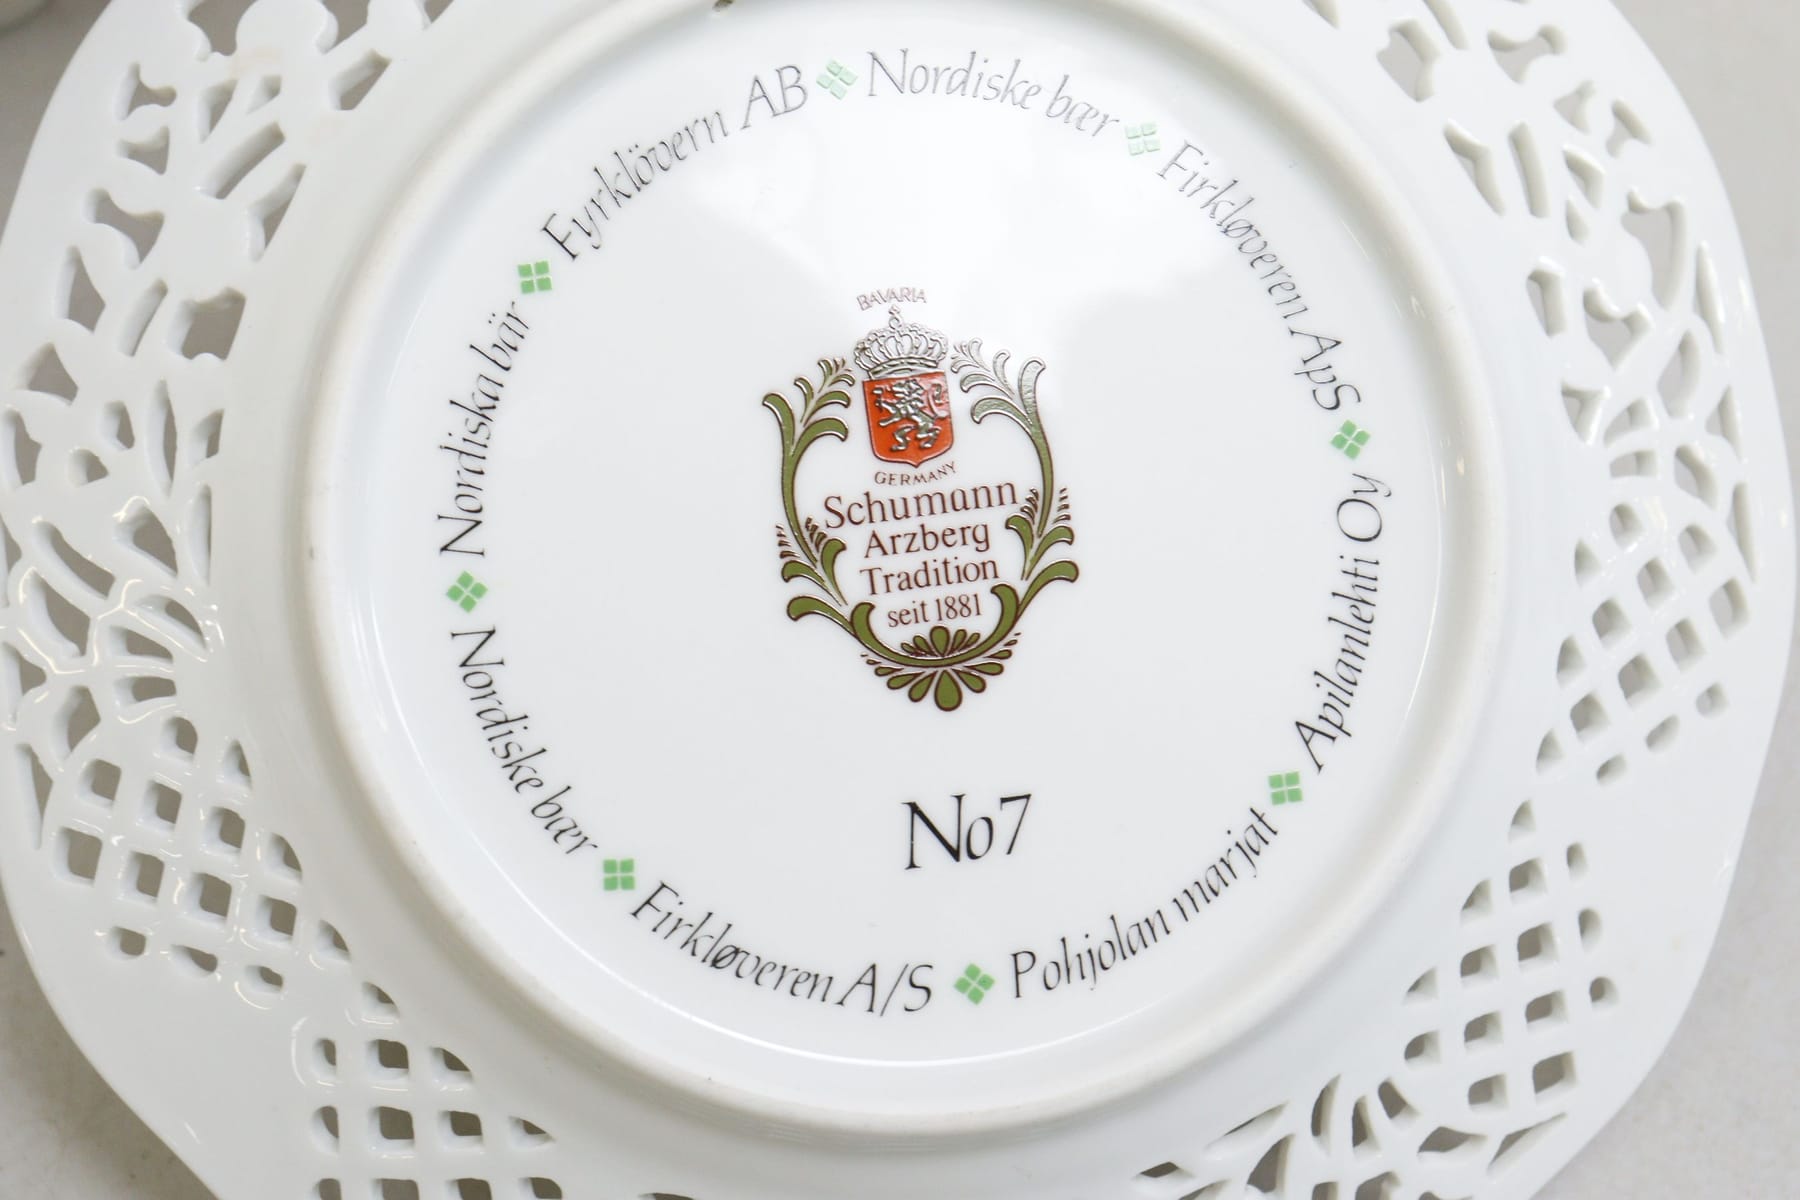 BAVARIA
GERMANY
Schumann
Arzberg
Tradition
seit 1881
No7
Nordiska bär
Fyrklövern AB
Nordiske bær
Firkløveren ApS
Apilanlehti Oy
Pohjolan marjat
Firkløveren A/S
Nordiske bær